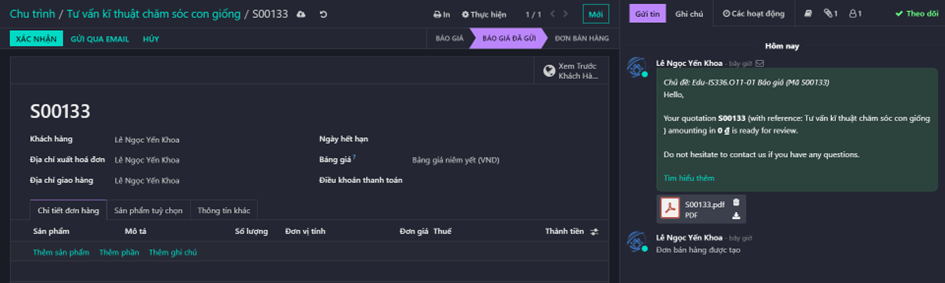 Chu trình / Tư vấn kĩ thuật chăm sóc con giống / S00133
In Thực hiện 1 / 1 Mới
XÁC NHẬN GỬI QUA EMAIL HỦY
BÁO GIÁ BÁO GIÁ ĐÃ GỬI ĐƠN BÁN HÀNG
Xem Trước
Khách Hà...
S00133
Khách hàng Lê Ngọc Yến Khoa Ngày hết hạn
Địa chỉ xuất hoá đơn Lê Ngọc Yến Khoa Bảng giá ? Bảng giá niêm yết (VND)
Địa chỉ giao hàng Lê Ngọc Yến Khoa Điều khoản thanh toán
Chi tiết đơn hàng Sản phẩm tuỳ chọn Thông tin khác
Sản phẩm Mô tả Số lượng Đơn vị tính Đơn giá Thuế Thành tiền
Thêm sản phẩm Thêm phần Thêm ghi chú
Gửi tin Ghi chú Các hoạt động 1 1 Theo dõi
Hôm nay
Lê Ngọc Yến Khoa - bây giờ
Chủ đề: Edu-IS336.O11-01 Báo giá (Mã S00133)
Hello,
Your quotation S00133 (with reference: Tư vấn kĩ thuật chăm sóc con giống
) amounting in 0 ₫ is ready for review.
Do not hesitate to contact us if you have any questions.
Tìm hiểu thêm
S00133.pdf
PDF
Lê Ngọc Yến Khoa - bây giờ
Đơn bán hàng được tạo